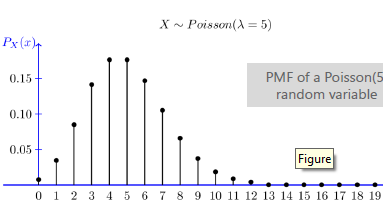 X ∼ Poisson(λ = 5)
P_X(x)
PMF of a Poisson(5
random variable
0.15
0.10
0.05
Figure
0 1 2 3 4 5 6 7 8 9 10 11 12 13 14 15 16 17 18 19